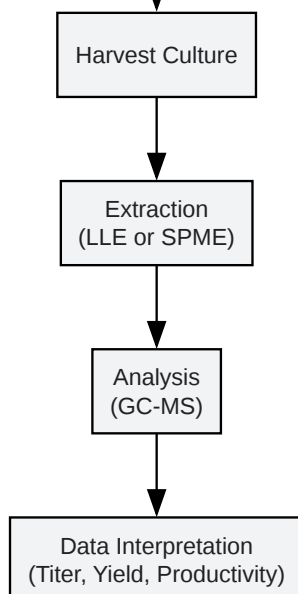 Harvest Culture
Extraction
(LLE or SPME)
Analysis
(GC-MS)
Data Interpretation
(Titer, Yield, Productivity)